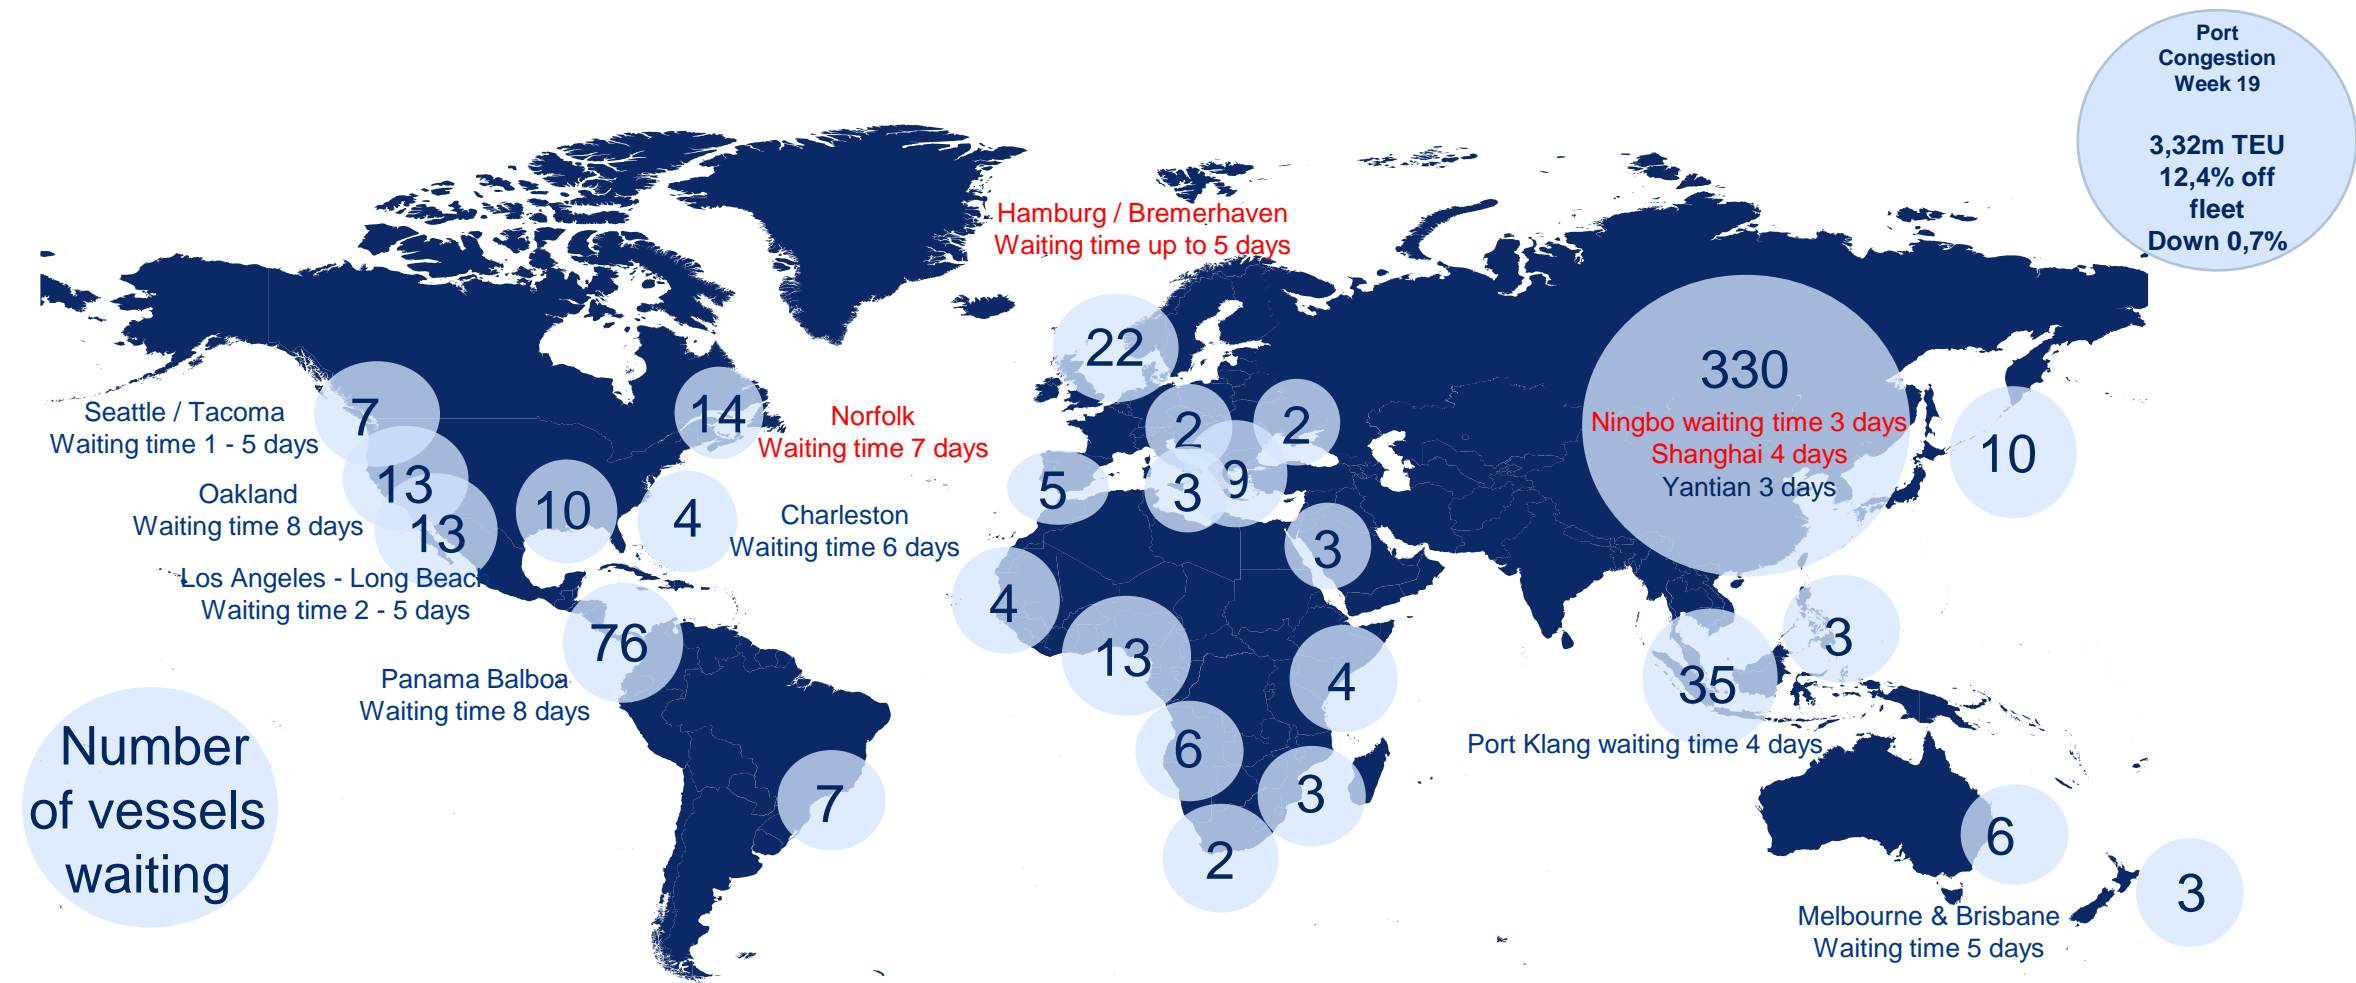 Port
Congestion
Week 19
3,32m TEU
12,4% off
fleet
Down 0,7%
Hamburg / Bremerhaven
Waiting time up to 5 days
22
330
Ningbo waiting time 3 days
Shanghai 4 days
Yantian 3 days
10
7
Seattle / Tacoma
Waiting time 1 - 5 days
14
Norfolk
Waiting time 7 days
2
2
13
Oakland
Waiting time 8 days
10
4
Charleston
Waiting time 6 days
5
3
9
13
Los Angeles - Long Beach
Waiting time 2 - 5 days
3
4
76
Panama Balboa
Waiting time 8 days
13
4
35
3
Port Klang waiting time 4 days
Number
of vessels
waiting
7
6
3
2
6
Melbourne & Brisbane
Waiting time 5 days
3